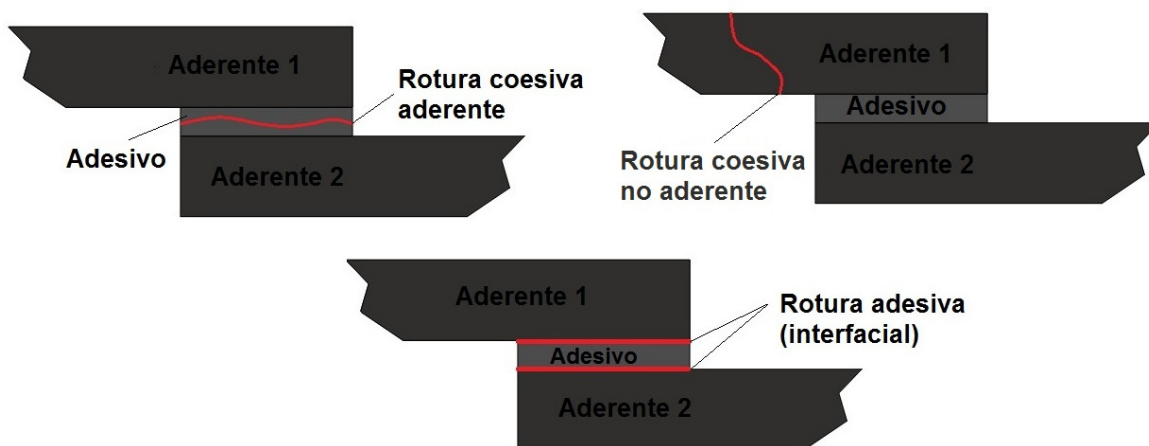 Aderente 1
Rotura coesiva
aderente
Adesivo
Aderente 2
Aderente 1
Adesivo
Rotura coesiva
no aderente
Aderente 2
Aderente 1
Rotura adesiva
(interfacial)
Adesivo
Aderente 2